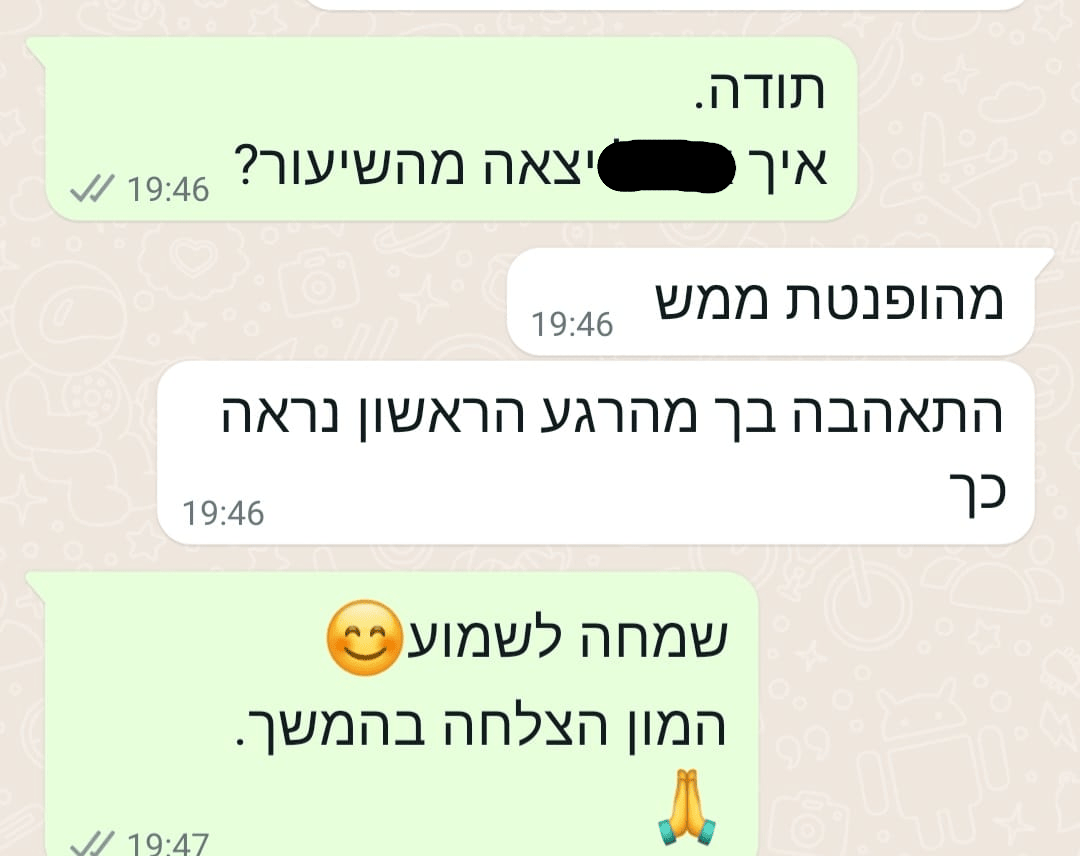 תודה.
איך יצאה מהשיעור?
19:46
מהופנטת ממש
19:46
התאהבה בך מהרגע הראשון נראה
כך
19:46
שמחה לשמוע😊
המון הצלחה בהמשך.
🙏
19:47